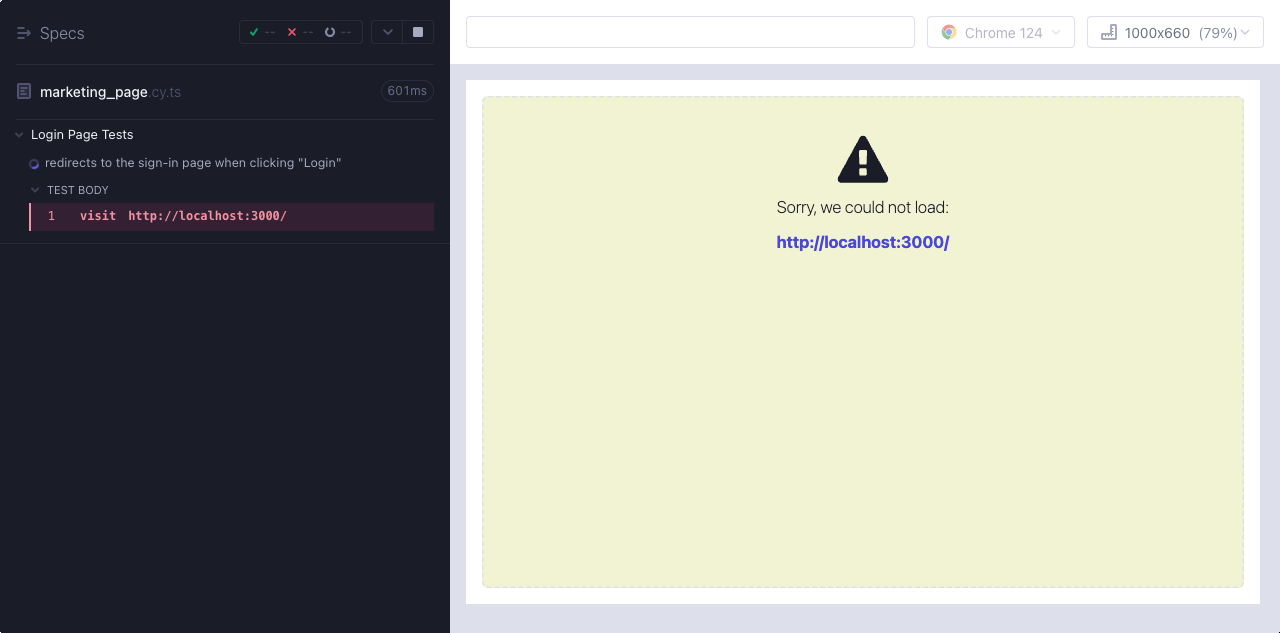 Specs
-- -- --
Chrome 124
1000x660 (79%)
marketing_page.cy.ts
601ms
Login Page Tests
redirects to the sign-in page when clicking "Login"
TEST BODY
1 visit http://localhost:3000/
Sorry, we could not load:
http://localhost:3000/